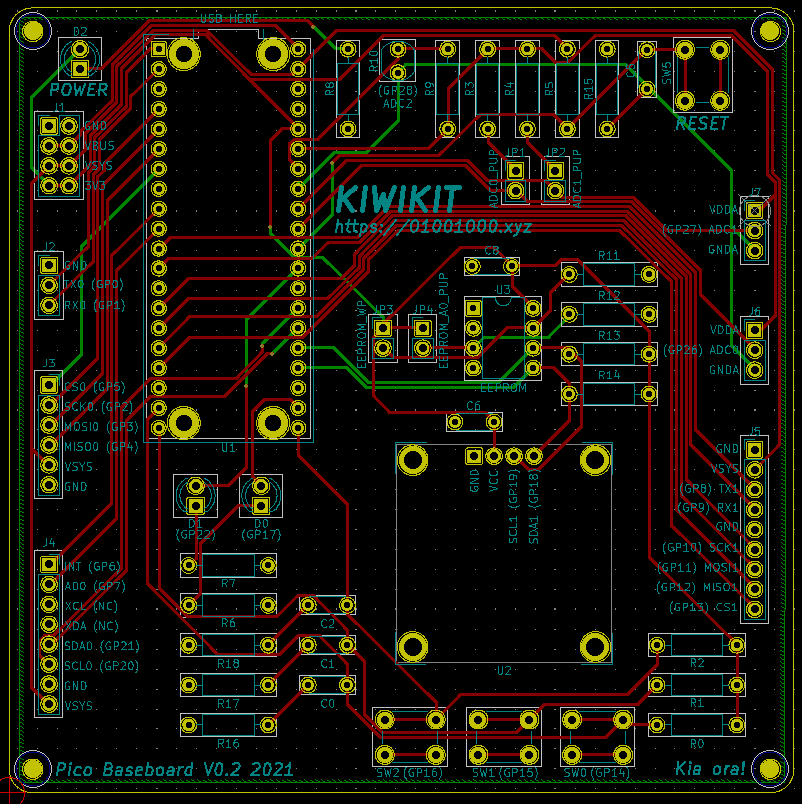 USB HERE
D2
POWER
R8
R10
(GP28)
ADC2
R9
R3
R4
R5
R15
SW5
RESET
J1
GND
VBUS
VSYS
3V3
JP1
ADC0_PUP
JP2
ADC1_PUP
KIWIKIT
https://01001000.xyz
J7
VDDA
(GP27) ADC1
GNDA
J2
GND
TX0 (GP0)
RX0 (GP1)
C8
R11
U3
R12
JP3
EEPROM_WP
JP4
EEPROM_A0_PUP
R13
R14
EEPROM
J6
VDDA
(GP26) ADC0
GNDA
J3
CS0 (GP5)
SCK0 (GP2)
MOSI0 (GP3)
MISO0 (GP4)
VSYS
GND
U1
C6
GND
VCC
SCL1 (GP19)
SDA1 (GP18)
J5
GND
VSYS
(GP8) TX1
(GP9) RX1
GND
(GP10) SCK1
(GP11) MOSI1
(GP12) MISO1
(GP13) CS1
D1
(GP22)
D0
(GP17)
J4
INT (GP6)
AD0 (GP7)
XCL (NC)
XDA (NC)
SDA0 (GP21)
SCL0 (GP20)
GND
VSYS
R7
R6
R18
R17
R16
C2
C1
C0
U2
R2
R1
R0
SW2 (GP16)
SW1 (GP15)
SW0 (GP14)
Pico Baseboard V0.2 2021
Kia ora!